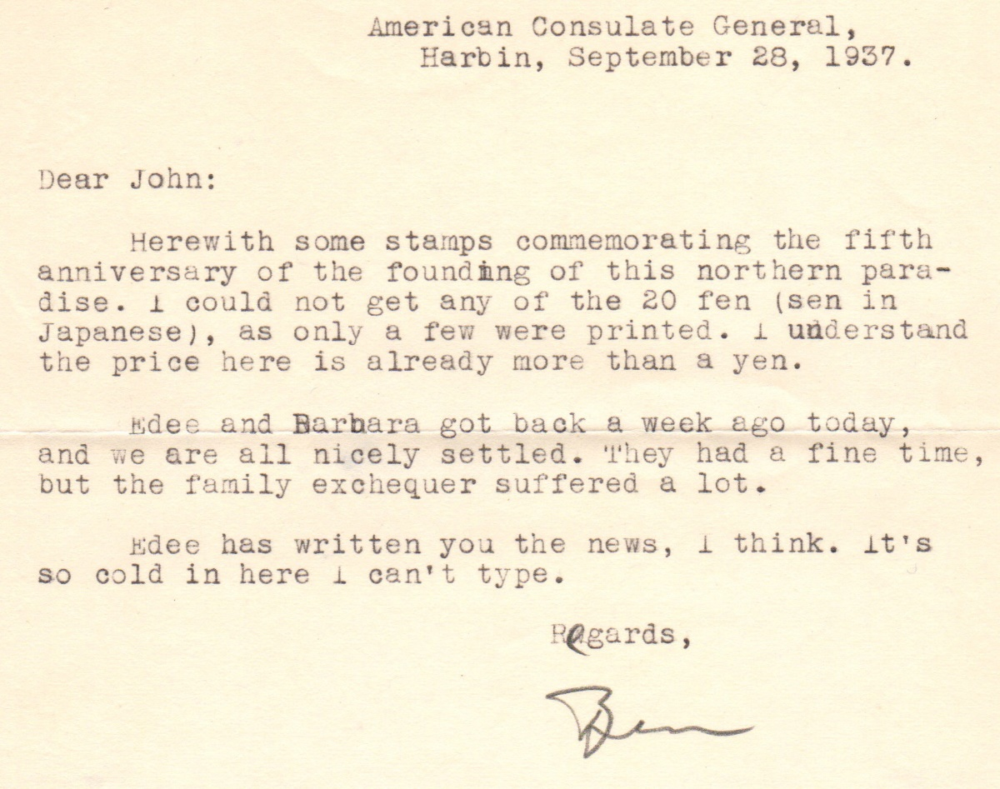 American Consulate General,
Harbin, September 28, 1937.
Dear John:
Herewith some stamps commemorating the fifth
anniversary of the founding of this northern para-
dise. I could not get any of the 20 fen (sen in
Japanese), as only a few were printed. I understand
the price here is already more than a yen.
Edee and Barbara got back a week ago today,
and we are all nicely settled. They had a fine time,
but the family exchequer suffered a lot.
Edee has written you the news, I think. It's
so cold in here I can't type.
Regards,
Ben